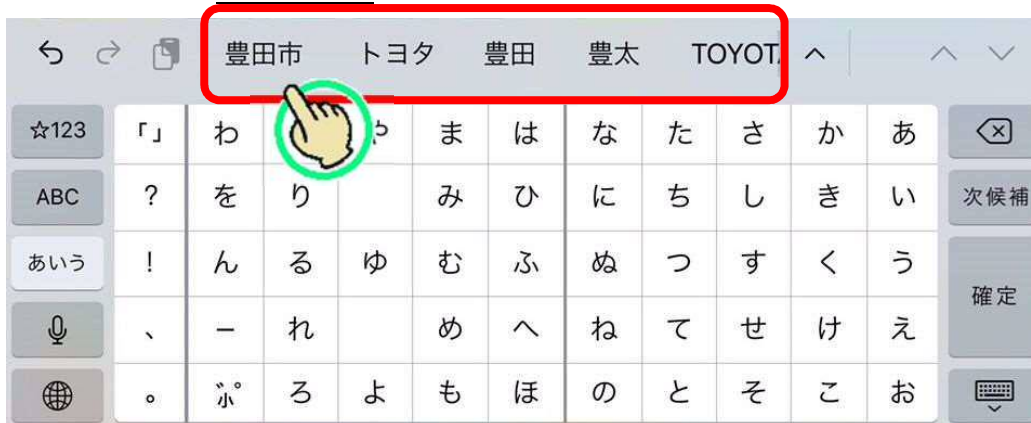 豊田市 トヨタ 豊田 豊太 TOYOT
☆123 「」 わ や ま は な た さ か あ
ABC ? を り み ひ に ち し き い 次候補
あいう ! ん る ゆ む ふ ぬ つ す く う
確定
、 ー れ め へ ね て せ け え
。 ゛゜小 ろ よ も ほ の と そ こ お